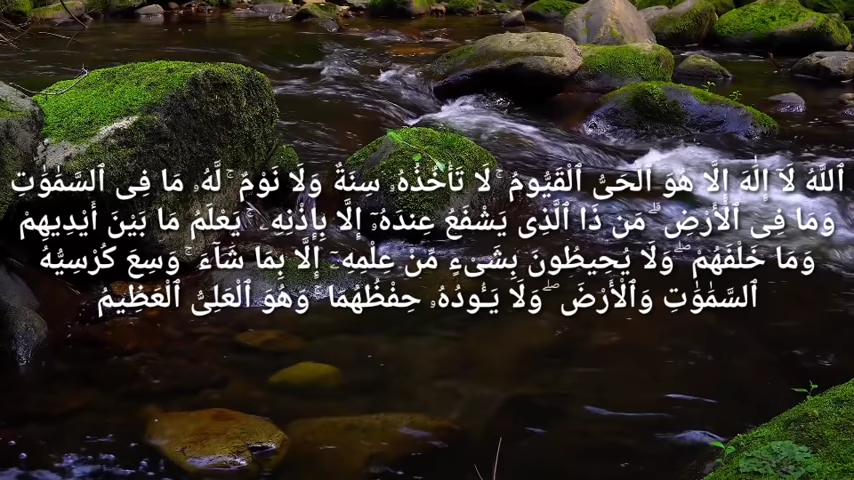 ٱللَّهُ لَآ إِلَٰهَ إِلَّا هُوَ ٱلْحَىُّ ٱلْقَيُّومُ ۚ لَا تَأْخُذُهُۥ سِنَةٌ وَلَا نَوْمٌ ۚ لَّهُۥ مَا فِى ٱلسَّمَٰوَٰتِ
وَمَا فِى ٱلْأَرْضِ ۗ مَن ذَا ٱلَّذِى يَشْفَعُ عِندَهُۥٓ إِلَّا بِإِذْنِهِۦ ۚ يَعْلَمُ مَا بَيْنَ أَيْدِيهِمْ
وَمَا خَلْفَهُمْ ۖ وَلَا يُحِيطُونَ بِشَىْءٍ مِّنْ عِلْمِهِۦٓ إِلَّا بِمَا شَآءَ ۚ وَسِعَ كُرْسِيُّهُ
ٱلسَّمَٰوَٰتِ وَٱلْأَرْضَ ۖ وَلَا يَـُٔودُهُۥ حِفْظُهُمَا ۚ وَهُوَ ٱلْعَلِىُّ ٱلْعَظِيمُ